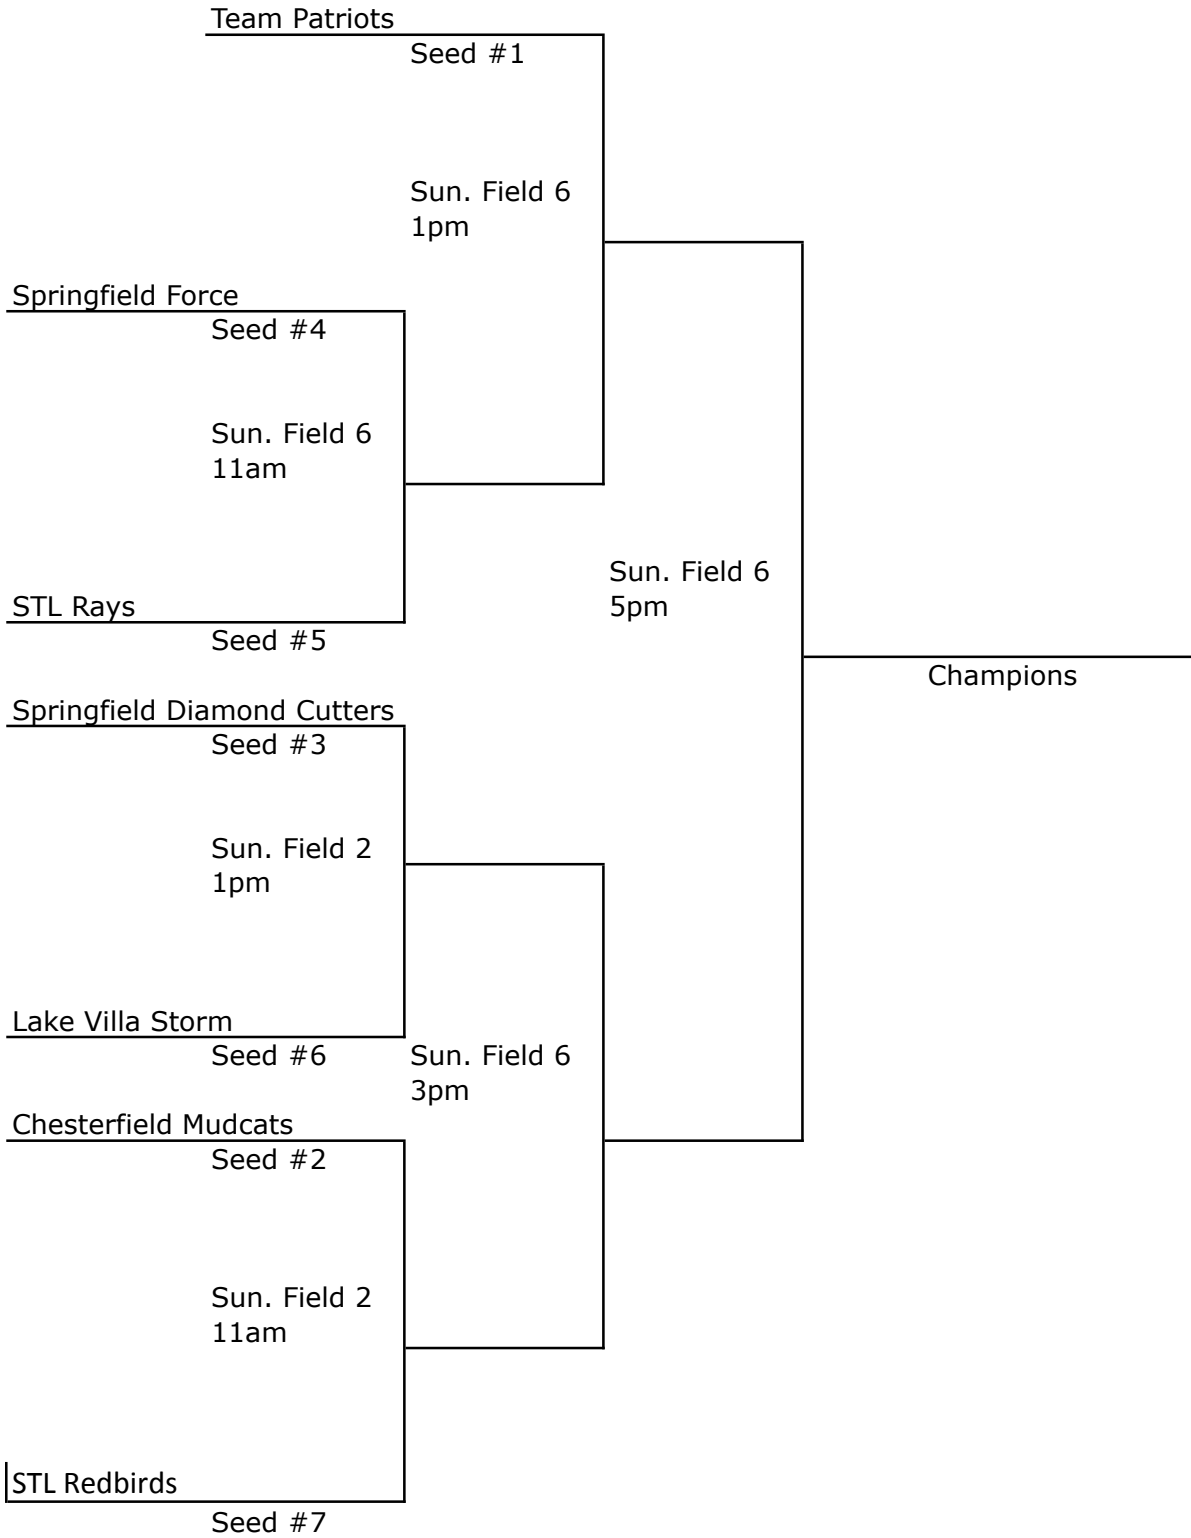 Team Patriots
Seed #1
Sun. Field 6
1pm
Springfield Force
Seed #4
Sun. Field 6
11am
Sun. Field 6
5pm
STL Rays
Seed #5
Champions
Springfield Diamond Cutters
Seed #3
Sun. Field 2
1pm
Lake Villa Storm
Seed #6
Sun. Field 6
3pm
Chesterfield Mudcats
Seed #2
Sun. Field 2
11am
STL Redbirds
Seed #7